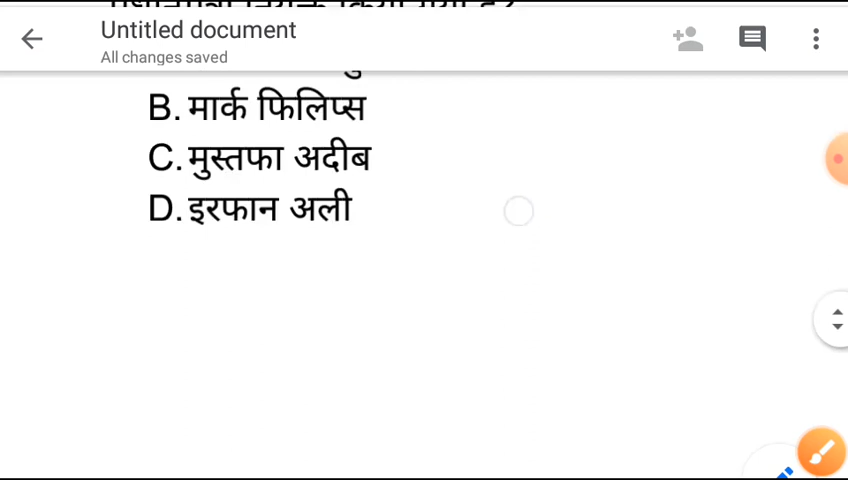 Untitled document
All changes saved
B. मार्क फिलिप्स
C. मुस्तफा अदीब
D. इरफान अली